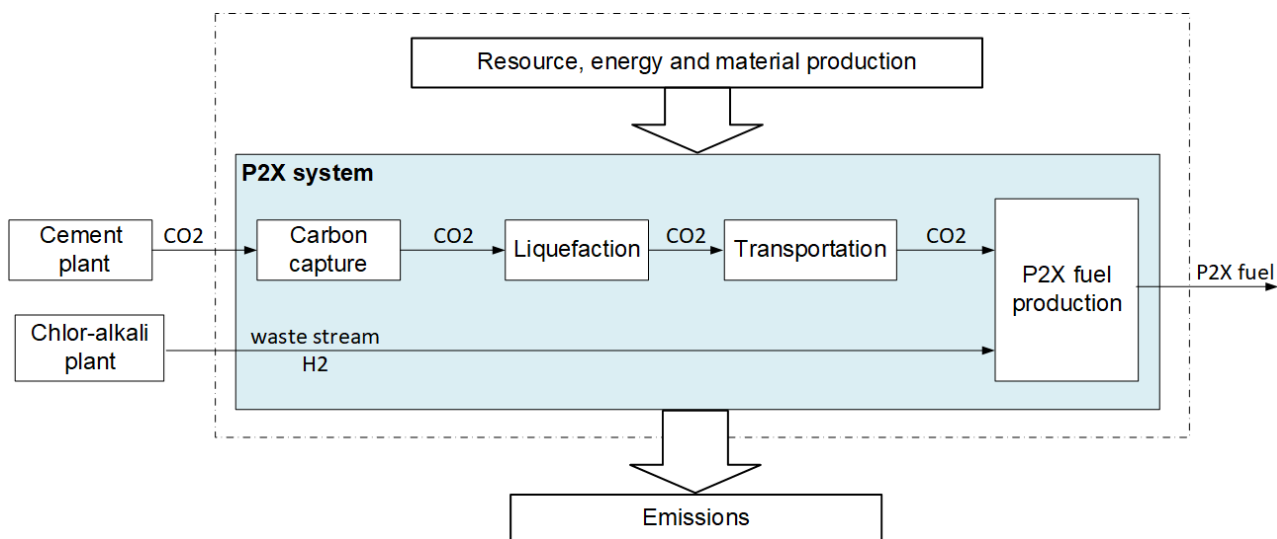 Resource, energy and material production
P2X system
Cement
plant
CO2
Carbon
capture
CO2
Liquefaction
CO2
Transportation
CO2
P2X fuel
production
P2X fuel
Chlor-alkali
plant
waste stream
H2
Emissions